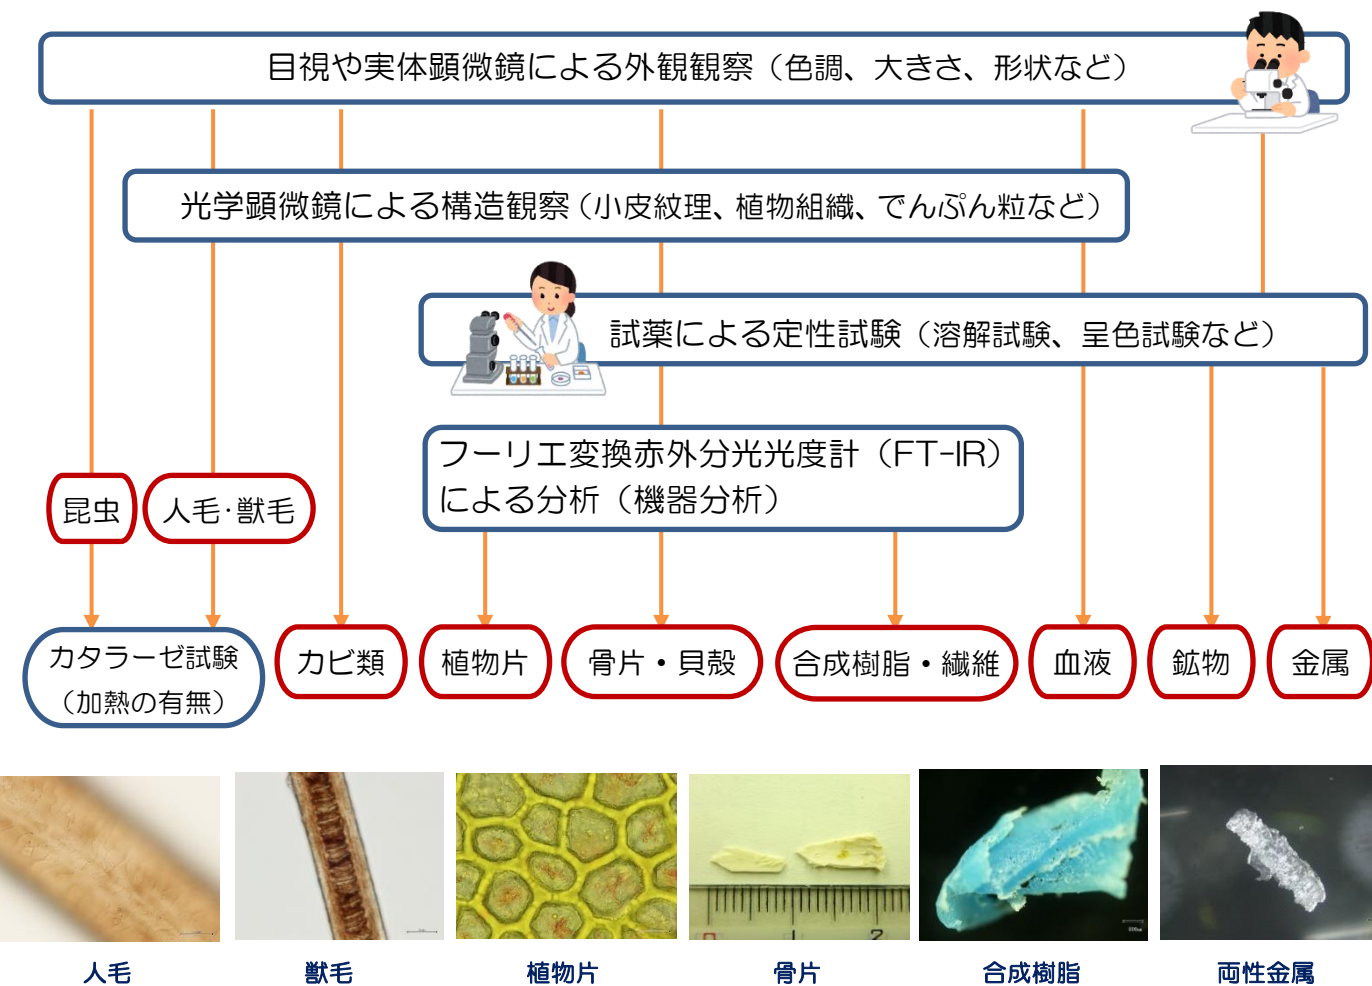 目視や実体顕微鏡による外観観察（色調、大きさ、形状など）
光学顕微鏡による構造観察（小皮紋理、植物組織、でんぷん粒など）
試薬による定性試験（溶解試験、呈色試験など）
フーリエ変換赤外分光光度計（FT-IR）
による分析（機器分析）
昆虫
人毛・獣毛
カタラーゼ試験
（加熱の有無）
カビ類
植物片
骨片・貝殻
合成樹脂・繊維
血液
鉱物
金属
0 1 2
人毛
獣毛
植物片
骨片
合成樹脂
両性金属